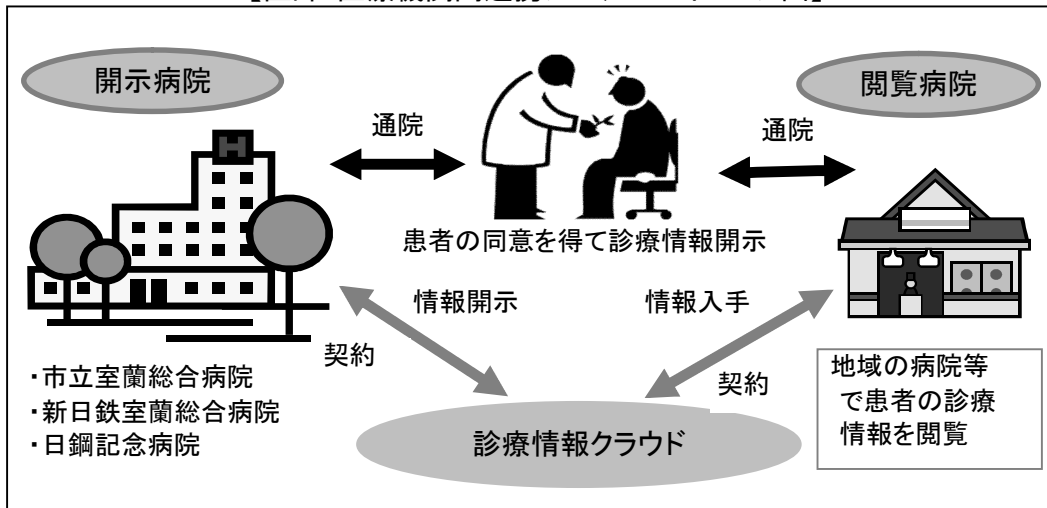 開示病院
閲覧病院
通院
通院
H
患者の同意を得て診療情報開示
情報開示
情報入手
契約
契約
・市立室蘭総合病院
・新日鉄室蘭総合病院
・日鋼記念病院
診療情報クラウド
地域の病院等
で患者の診療
情報を閲覧